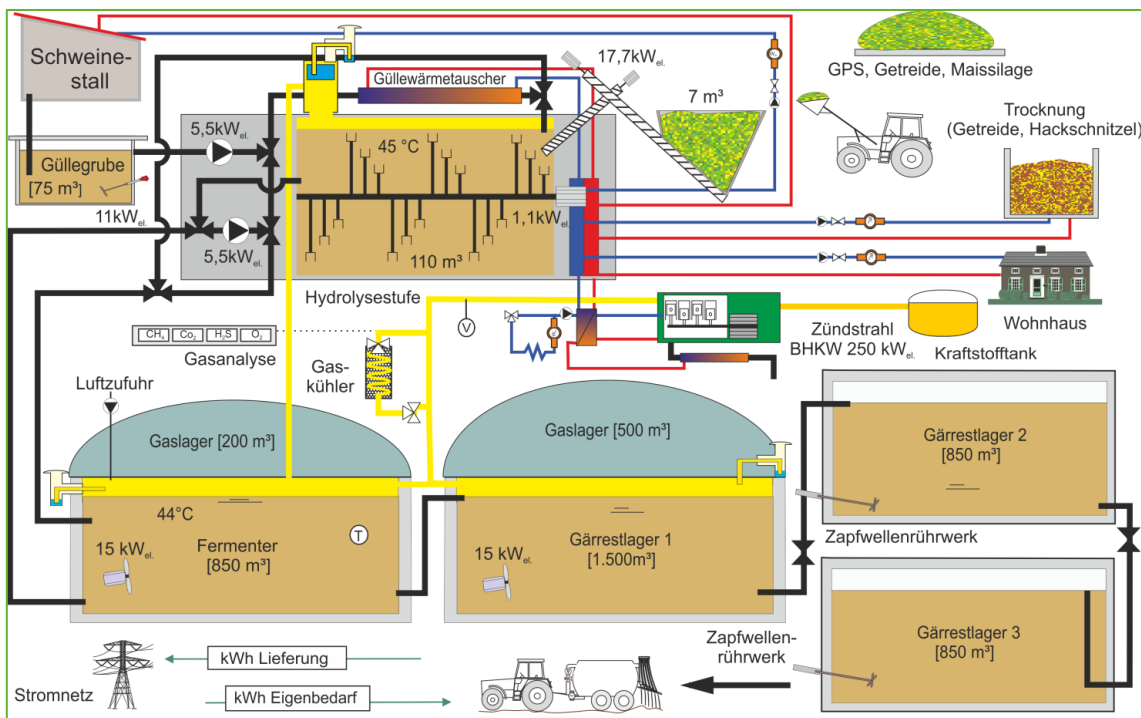 Schweine-
stall
17,7kWel.
GPS, Getreide, Maissilage
Güllewärmetauscher
7 m³
Trocknung
(Getreide, Hackschnitzel)
5,5kWel.
Güllegrube
[75 m³]
45 °C
11kWel.
1,1kWel.
5,5kWel.
110 m³
Hydrolysestufe
CH4 Co2 H2S O2
Gasanalyse
V
Gas-
kühler
Zündstrahl
BHKW 250 kWel.
Kraftstofftank
Wohnhaus
Luftzufuhr
Gaslager [200 m³]
Gaslager [500 m³]
Gärrestlager 2
[850 m³]
44°C
T
Fermenter
[850 m³]
15 kWel.
Gärrestlager 1
[1.500m³]
15 kWel.
Zapfwellenrührwerk
Gärrestlager 3
[850 m³]
Zapfwellen-
rührwerk
kWh Lieferung
Stromnetz
kWh Eigenbedarf